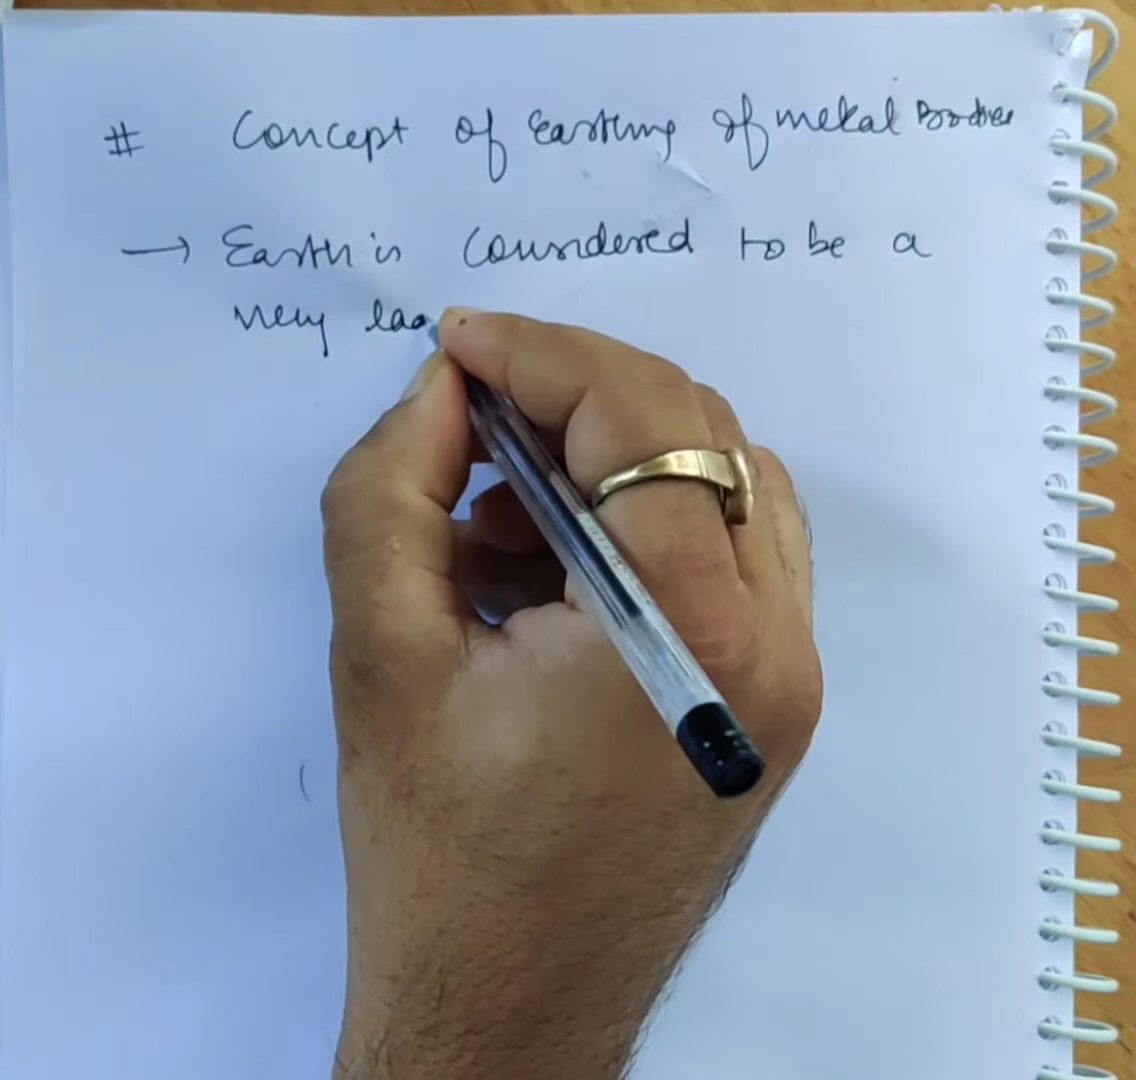 # Concept of Earthing of metal Bodies
→ Earth is Considered to be a
very